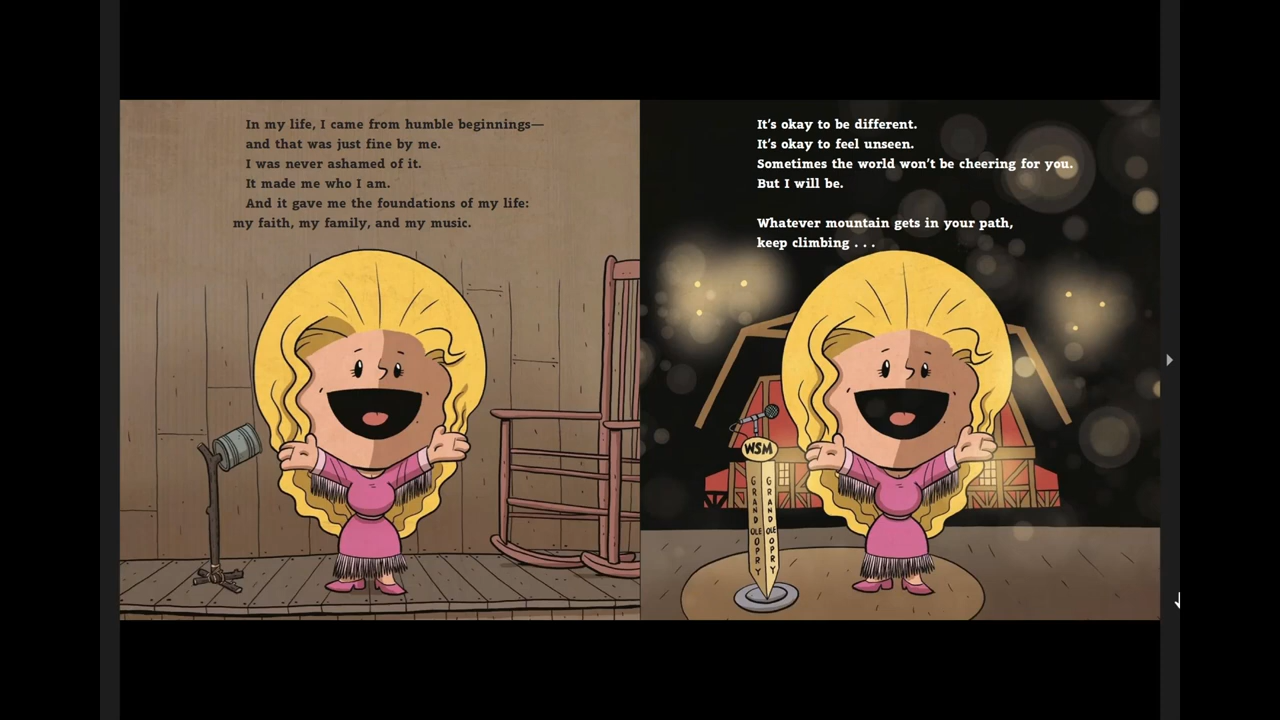 In my life, I came from humble beginnings—
and that was just fine by me.
I was never ashamed of it.
It made me who I am.
And it gave me the foundations of my life:
my faith, my family, and my music.
It's okay to be different.
It's okay to feel unseen.
Sometimes the world won't be cheering for you.
But I will be.
Whatever mountain gets in your path,
keep climbing . . .
WSM
GRAND OLE OPRY
GRAND OLE OPRY